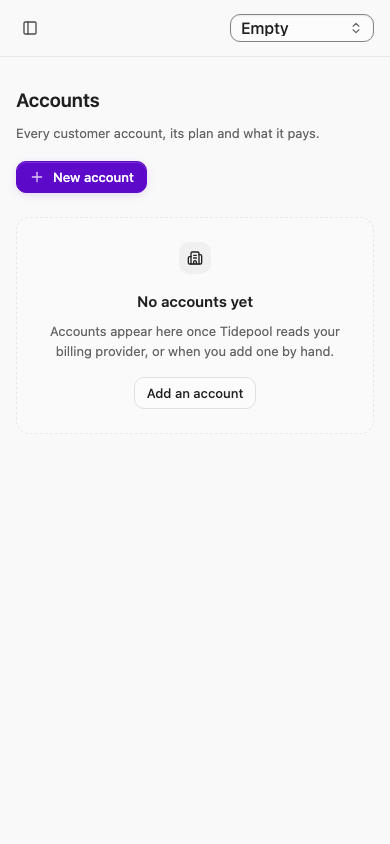 Empty
Accounts
Every customer account, its plan and what it pays.
New account
No accounts yet
Accounts appear here once Tidepool reads your
billing provider, or when you add one by hand.
Add an account